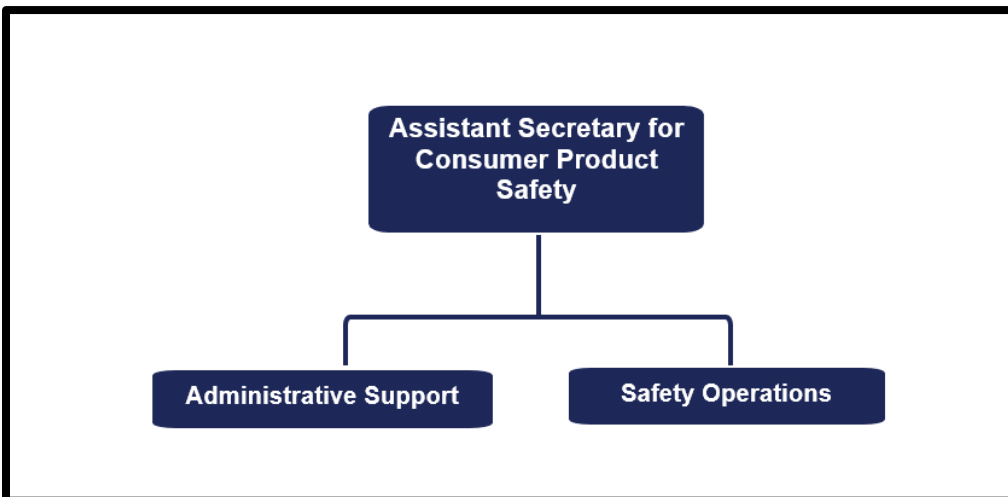 Assistant Secretary for
Consumer Product
Safety
Administrative Support
Safety Operations